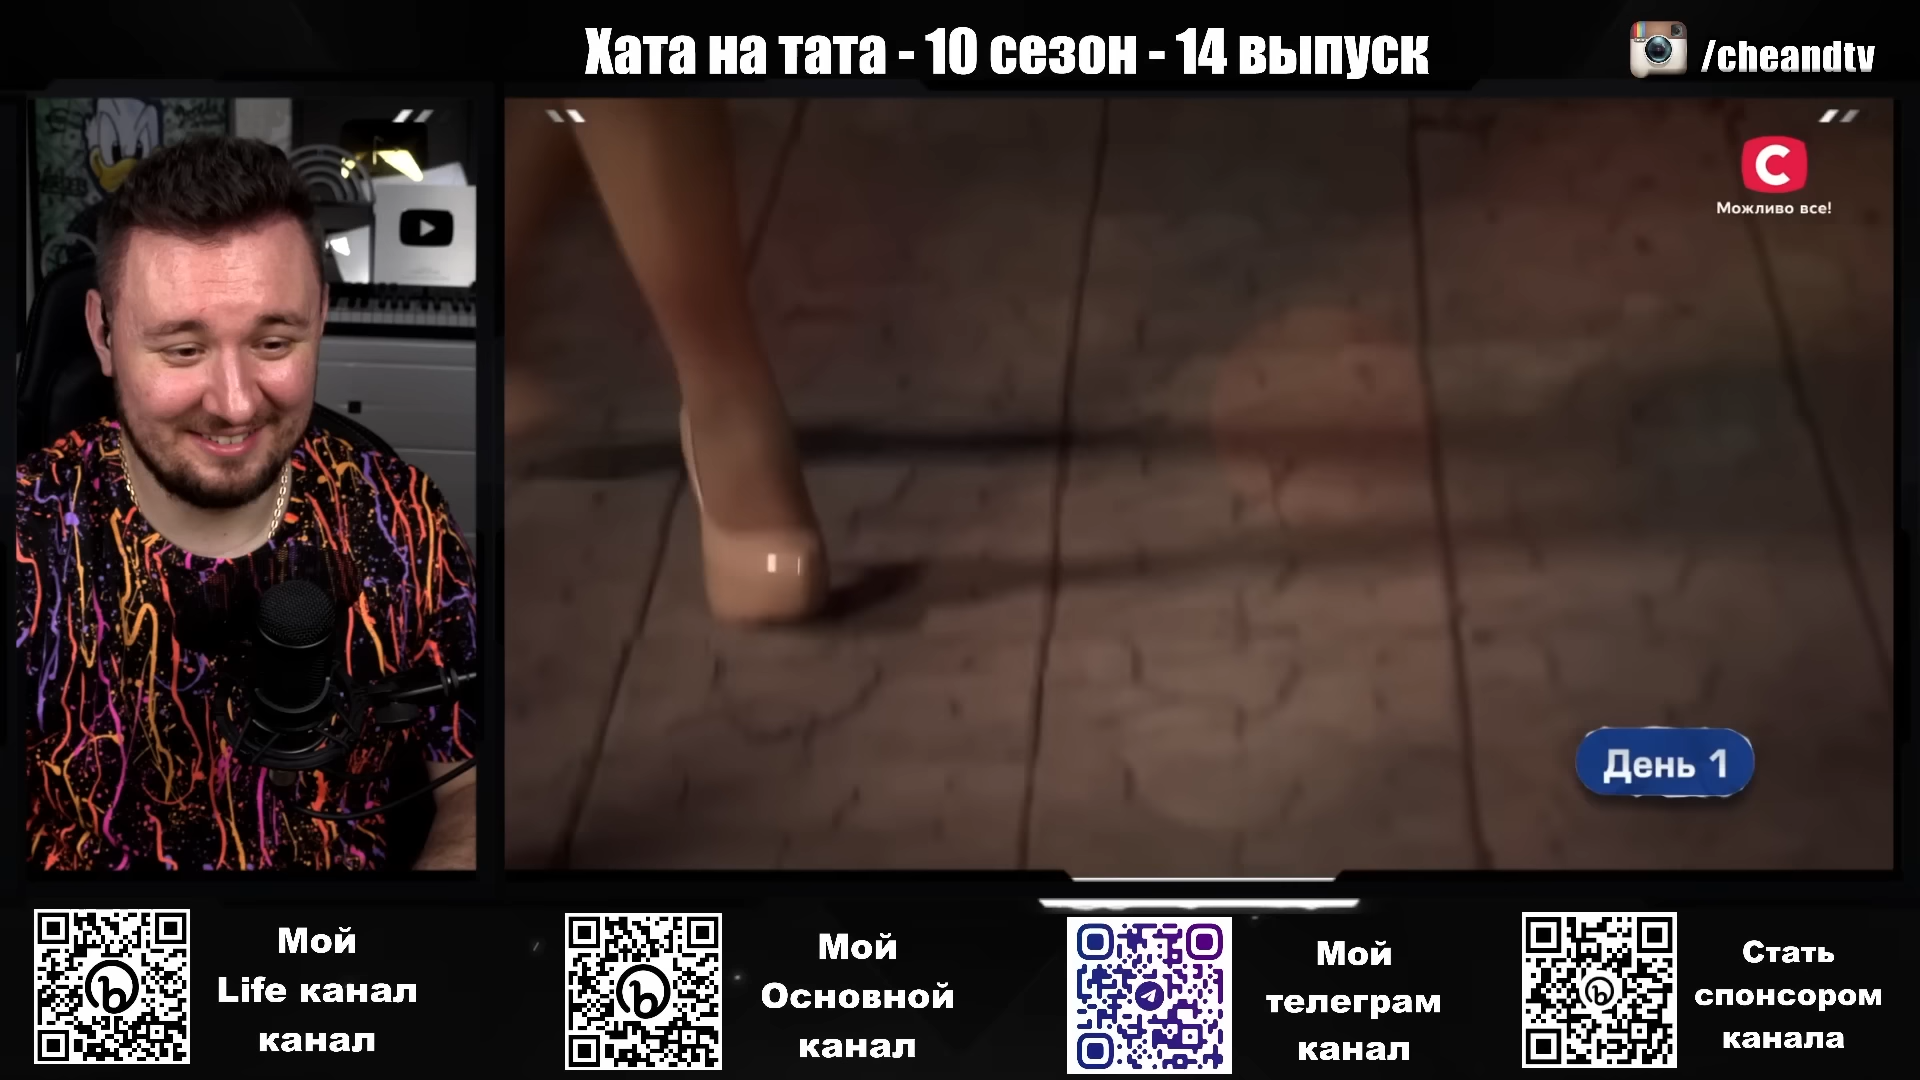 Хата на тата - 10 сезон - 14 выпуск
/cheandtv
Можливо все!
День 1
Мой
Life канал
канал
Мой
Основной
канал
Мой
телеграм
канал
Стать
спонсором
канала